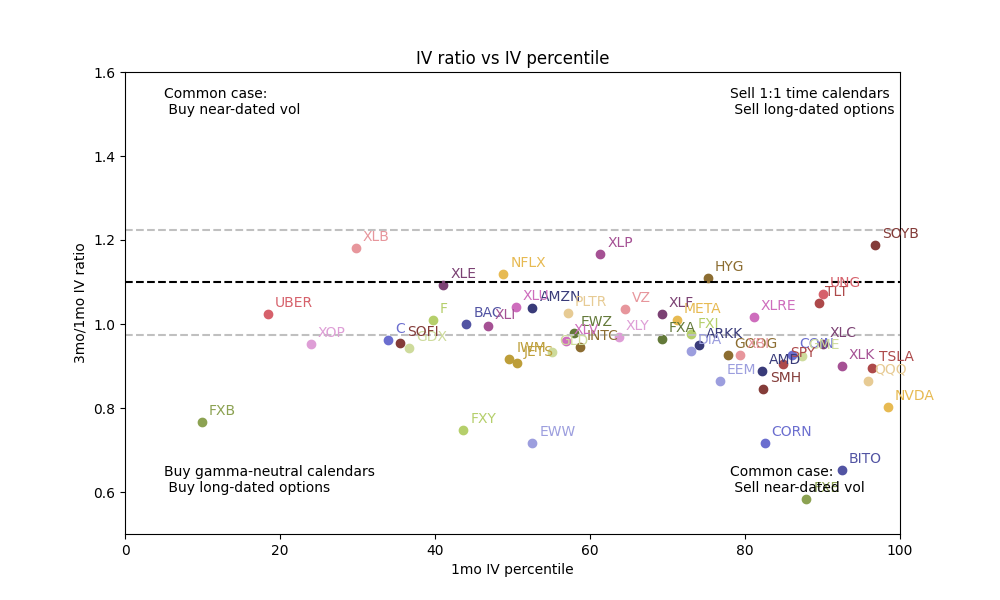 IV ratio vs IV percentile
1.6
Common case:
Buy near-dated vol
Sell 1:1 time calendars
Sell long-dated options
1.4
1.2
SOYB
XLB
XLP
HYG
NFLX
XLE
UNG
TLT
UBER
F
AMZN
PLTR
VZ
XLF
META
XLRE
1.0
BAC
XLI
EWZ
FXA
FXI
XOP
C
SOFI
GDX
XLV
INTC
XLY
DIA
ARKK
XLC
IWM
JETS
GOOG
COIN
SPY
XLK
TSLA
AMD
EEM
SMH
QQQ
NVDA
0.8
FXB
FXY
EWW
CORN
BITO
Buy gamma-neutral calendars
Buy long-dated options
Common case:
Sell near-dated vol
0.6
0
20
40
60
80
100
1mo IV percentile
3mo/1mo IV ratio